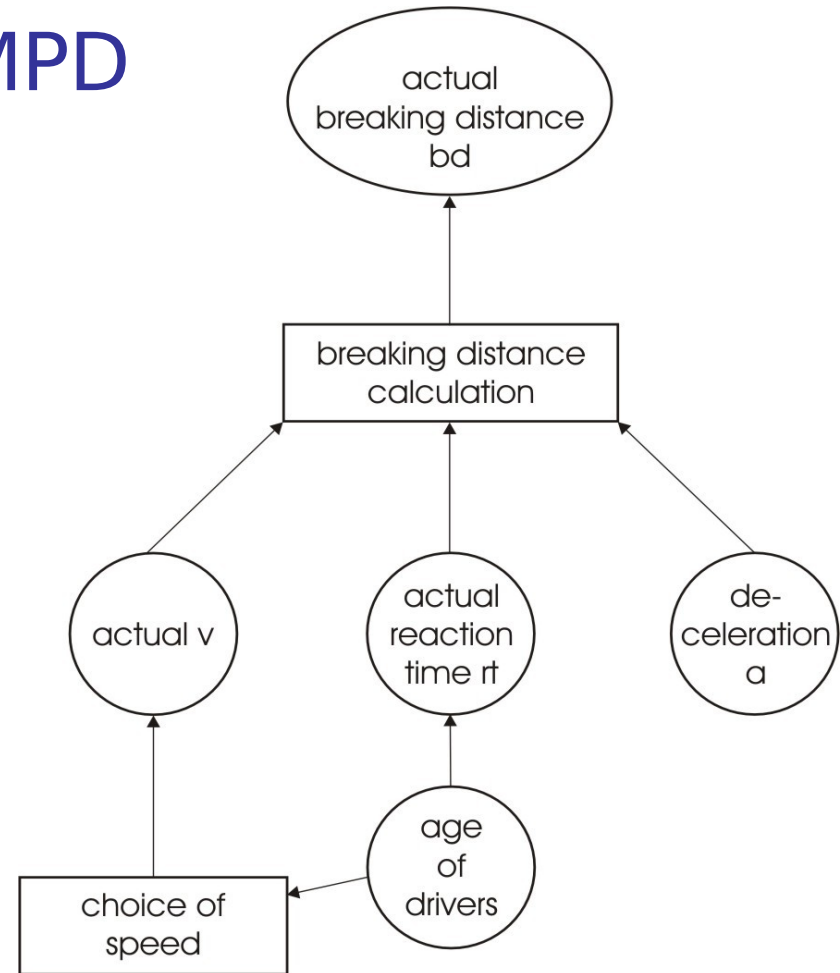 MPD
actual
breaking distance
bd
breaking distance
calculation
actual v
actual
reaction
time rt
de-
celeration
a
age
of
drivers
choice of
speed